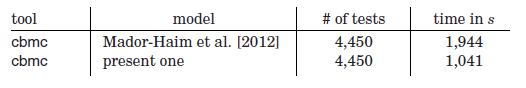 tool model # of tests time in s
cbmc Mador-Haim et al. [2012] 4,450 1,944
cbmc present one 4,450 1,041